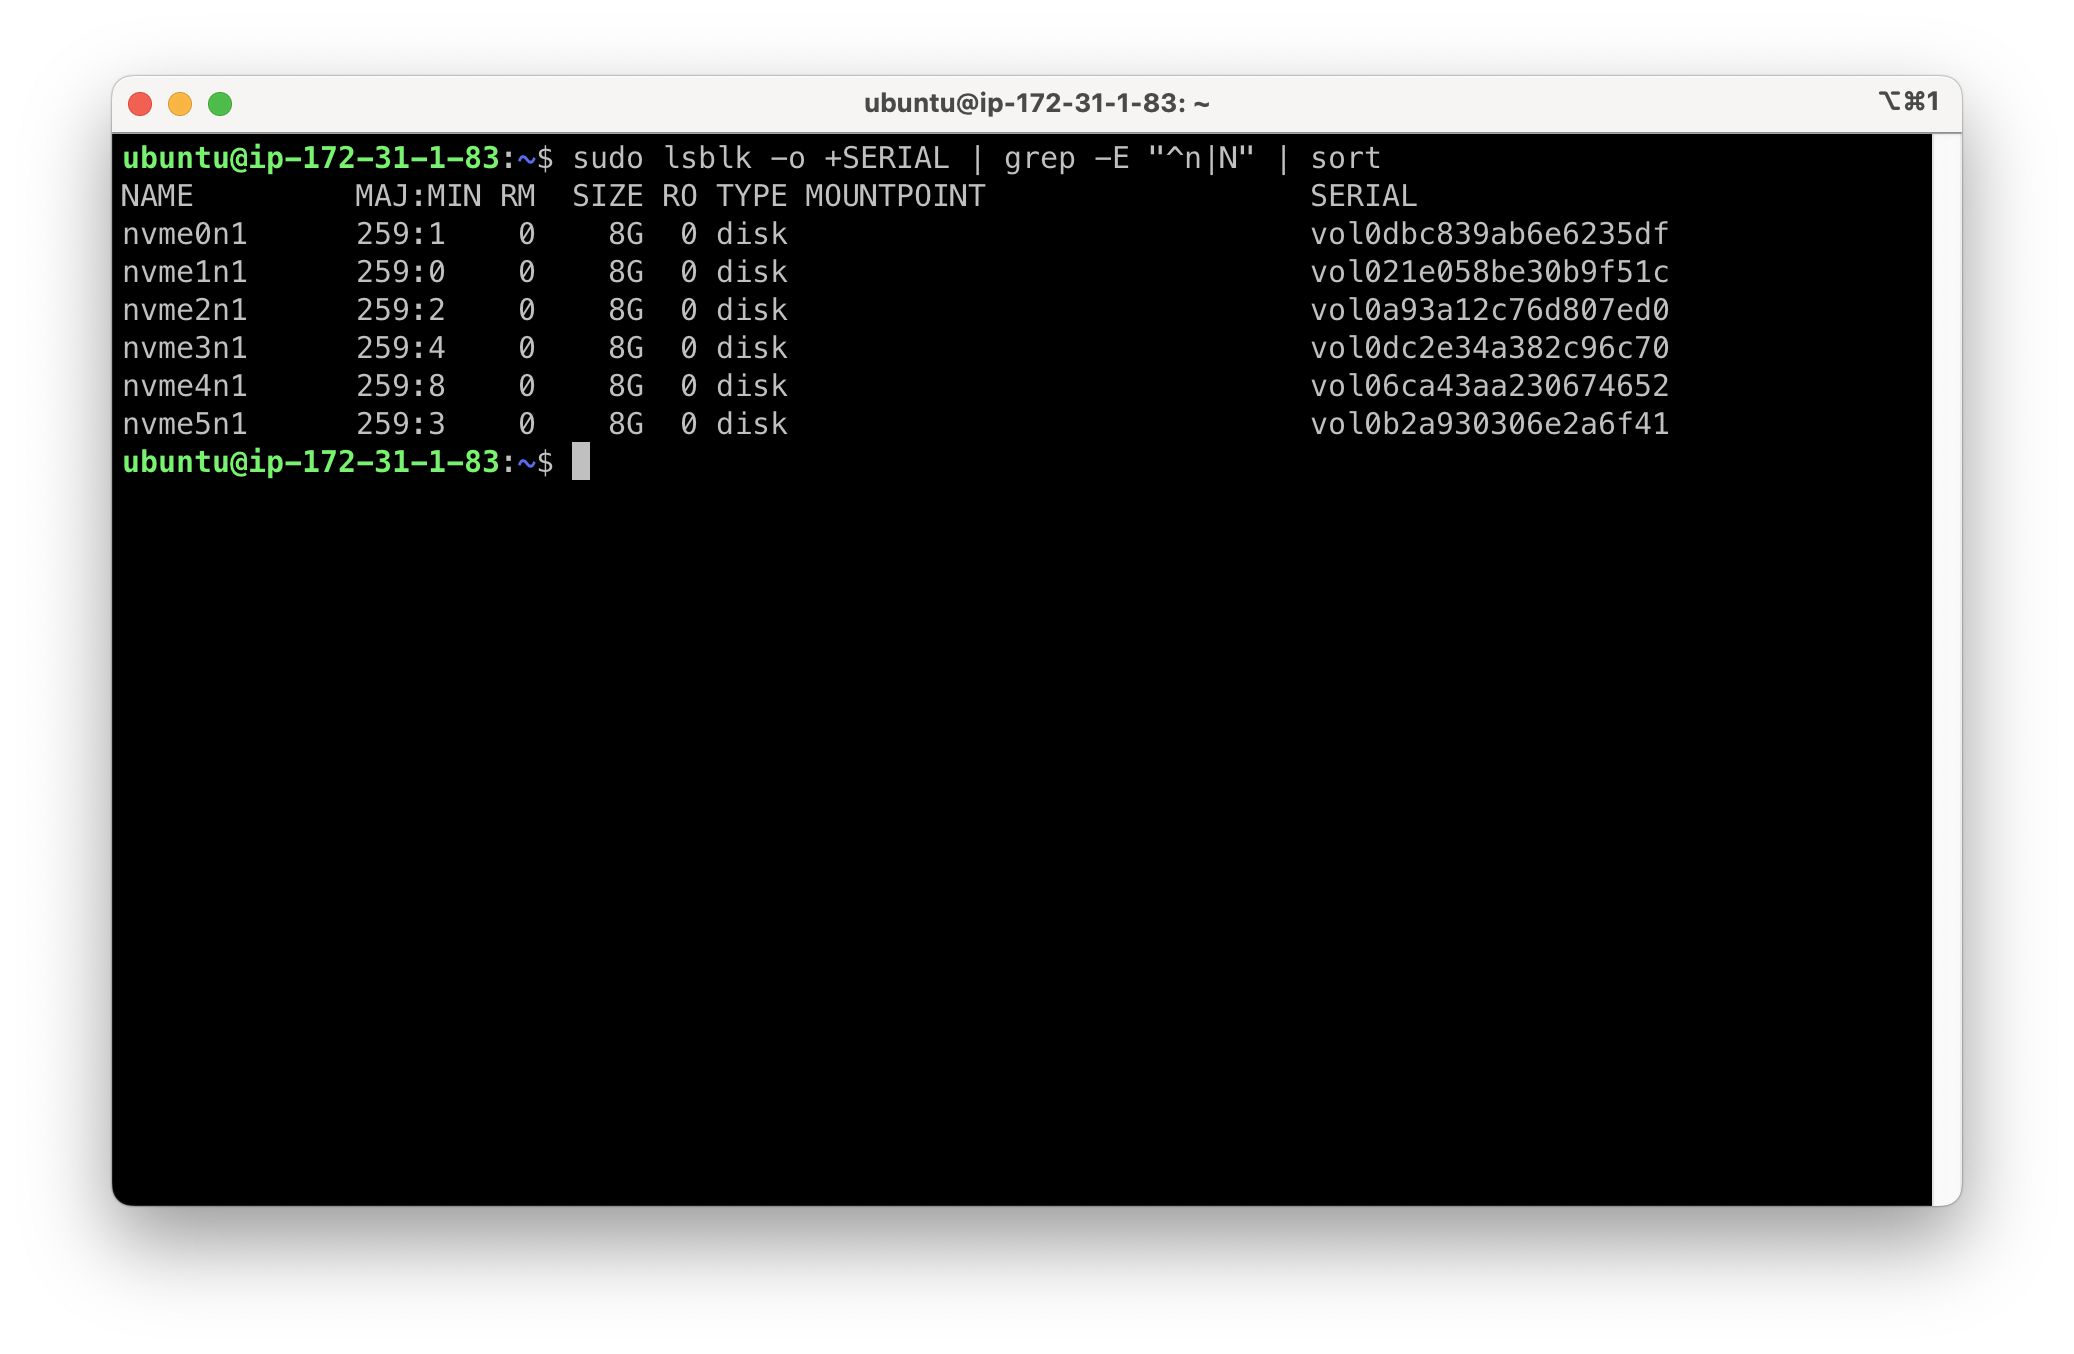 ubuntu@ip-172-31-1-83: ~ ⌥⌘1
ubuntu@ip-172-31-1-83:~$ sudo lsblk -o +SERIAL | grep -E "^n|N" | sort
NAME         MAJ:MIN RM  SIZE RO TYPE MOUNTPOINT                  SERIAL
nvme0n1      259:1    0    8G  0 disk                             vol0dbc839ab6e6235df
nvme1n1      259:0    0    8G  0 disk                             vol021e058be30b9f51c
nvme2n1      259:2    0    8G  0 disk                             vol0a93a12c76d807ed0
nvme3n1      259:4    0    8G  0 disk                             vol0dc2e34a382c96c70
nvme4n1      259:8    0    8G  0 disk                             vol06ca43aa230674652
nvme5n1      259:3    0    8G  0 disk                             vol0b2a930306e2a6f41
ubuntu@ip-172-31-1-83:~$